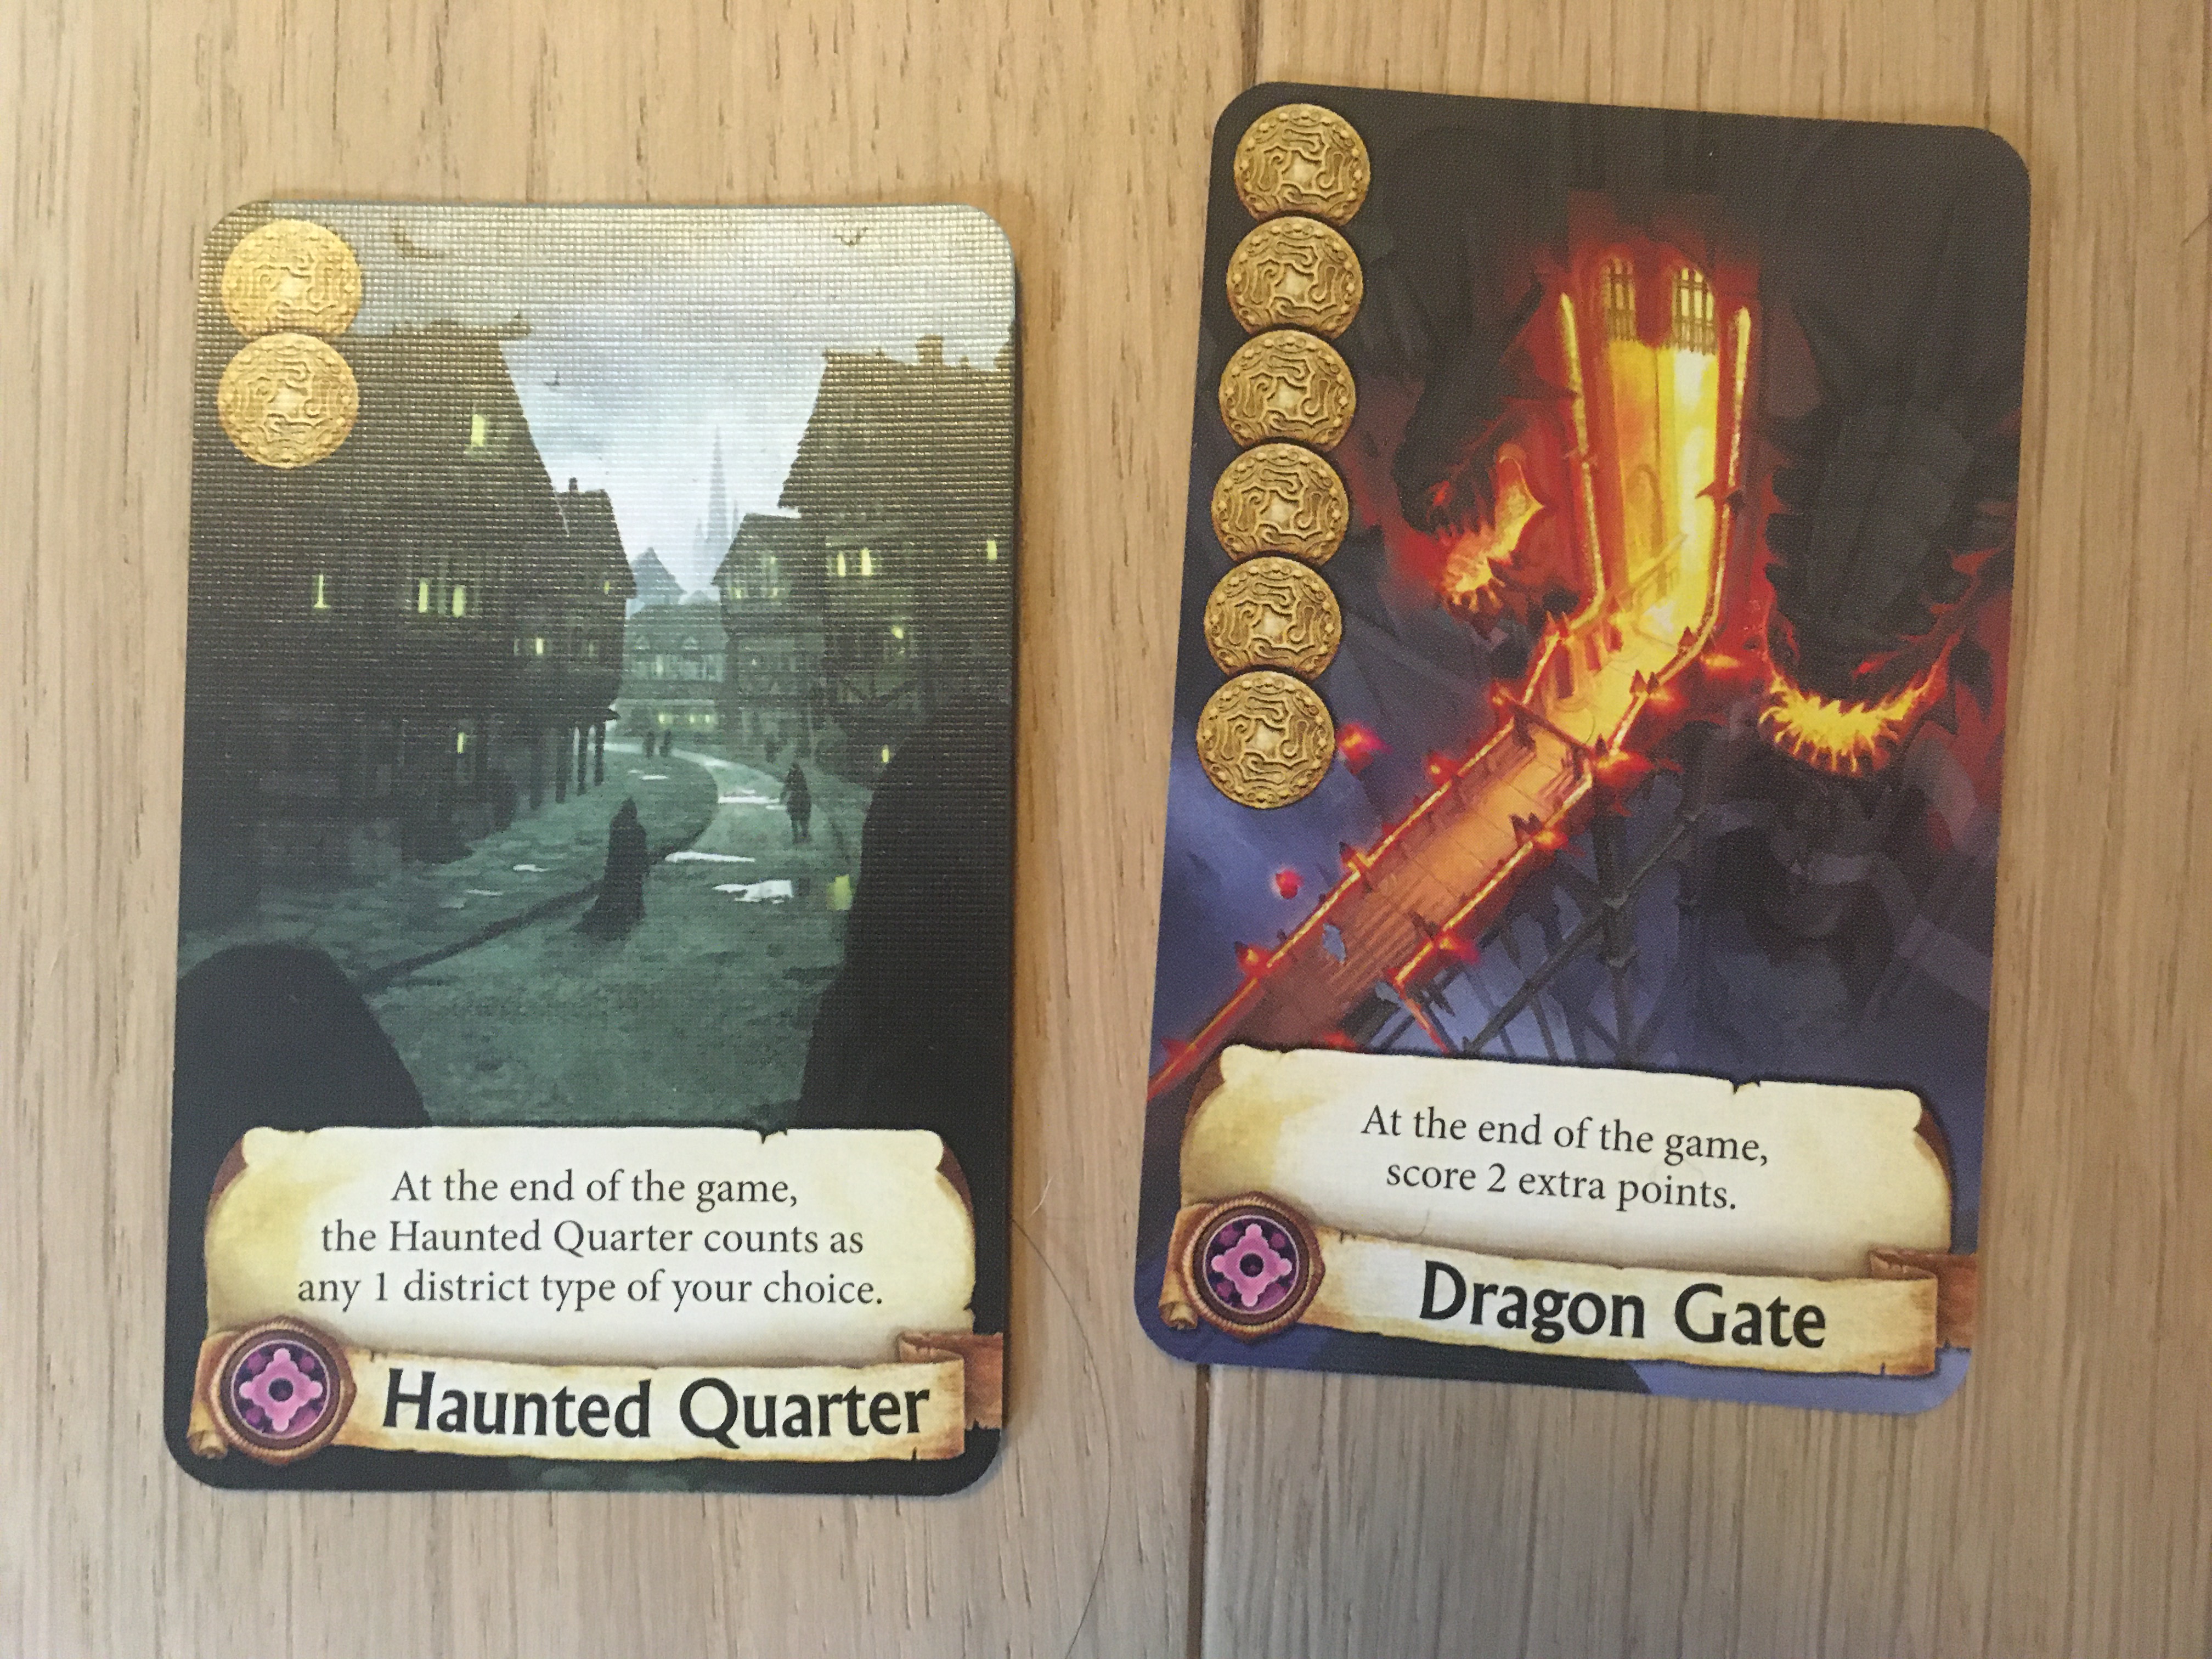 At the end of the game,
the Haunted Quarter counts as
any 1 district type of your choice.
Haunted Quarter
At the end of the game,
score 2 extra points.
Dragon Gate